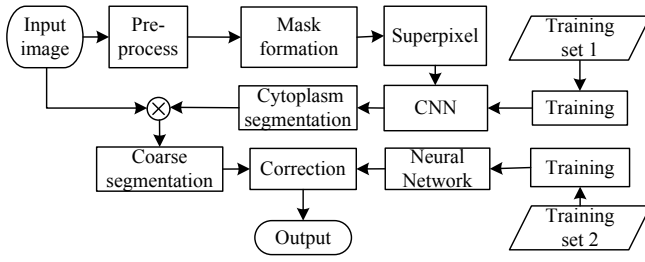 Input
image
Pre-
process
Mask
formation
Superpixel
Training
set 1
Cytoplasm
segmentation
CNN
Training
Coarse
segmentation
Correction
Neural
Network
Training
Output
Training
set 2